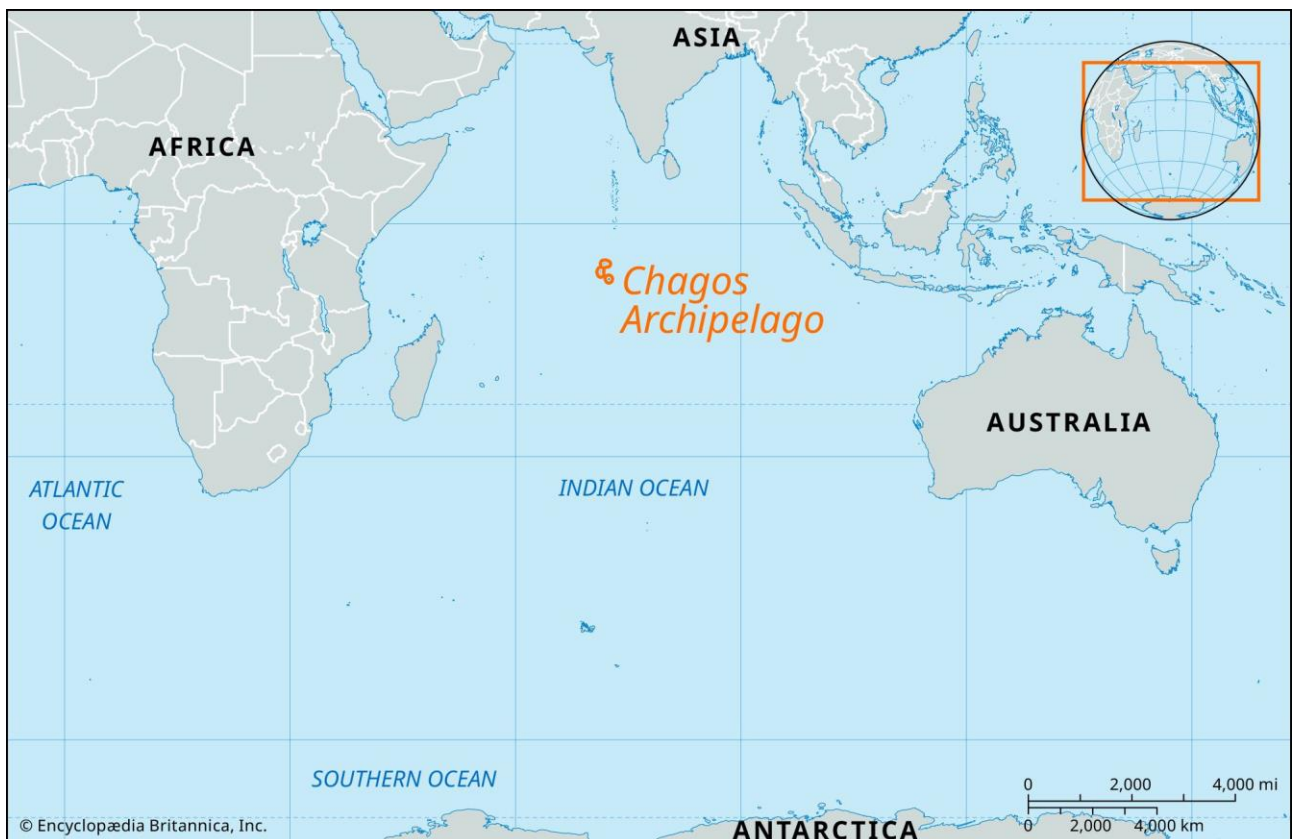 ASIA
AFRICA
Chagos
Archipelago
AUSTRALIA
ATLANTIC
OCEAN
INDIAN OCEAN
SOUTHERN OCEAN
0 2,000 4,000 mi
0 2,000 4,000 km
© Encyclopædia Britannica, Inc.
ANTARCTICA